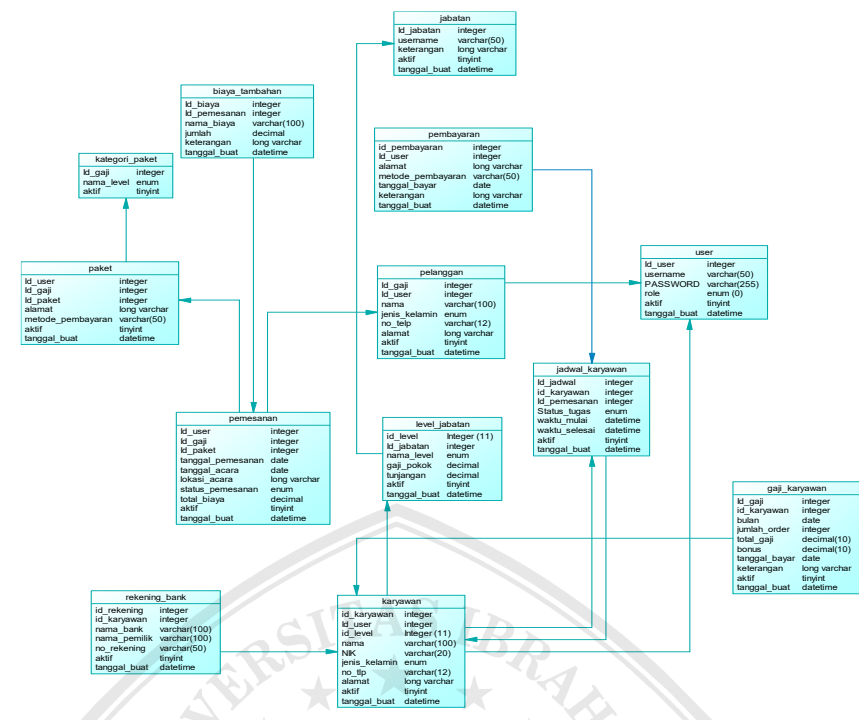 jabatan
Id_jabatan integer
username varchar(50)
keterangan long varchar
aktif tinyint
tanggal_buat datetime
biaya_tambahan
Id_biaya integer
Id_pemesanan integer
nama_biaya varchar(100)
jumlah decimal
keterangan long varchar
tanggal_buat datetime
pembayaran
id_pembayaran integer
Id_user integer
alamat long varchar
metode_pembayaran varchar(50)
tanggal_bayar date
keterangan long varchar
tanggal_buat datetime
kategori_paket
Id_gaji integer
nama_level enum
aktif tinyint
user
Id_user integer
username varchar(50)
PASSWORD varchar(255)
role enum (0)
aktif tinyint
tanggal_buat datetime
paket
Id_user integer
Id_gaji integer
Id_paket integer
alamat long varchar
metode_pembayaran varchar(50)
aktif tinyint
tanggal_buat datetime
pelanggan
Id_gaji integer
Id_user integer
nama varchar(100)
jenis_kelamin enum
no_telp varchar(12)
alamat long varchar
aktif tinyint
tanggal_buat datetime
jadwal_karyawan
Id_jadwal integer
id_karyawan integer
Id_pemesanan integer
Status_tugas enum
waktu_mulai datetime
waktu_selesai datetime
aktif tinyint
tanggal_buat datetime
pemesanan
Id_user integer
Id_gaji integer
Id_paket integer
tanggal_pemesanan date
tanggal_acara date
lokasi_acara long varchar
status_pemesanan enum
total_biaya decimal
aktif tinyint
tanggal_buat datetime
level_jabatan
id_level Integer (11)
Id_jabatan integer
nama_level enum
gaji_pokok decimal
tunjangan decimal
aktif tinyint
tanggal_buat datetime
gaji_karyawan
Id_gaji integer
id_karyawan integer
bulan date
jumlah_order integer
total_gaji decimal(10)
bonus decimal(10)
tanggal_bayar date
keterangan long varchar
aktif tinyint
tanggal_buat datetime
rekening_bank
id_rekening integer
id_karyawan integer
nama_bank varchar(100)
nama_pemilik varchar(100)
no_rekening varchar(50)
aktif tinyint
tanggal_buat datetime
karyawan
id_karyawan integer
Id_user integer
id_level Integer (11)
nama varchar(100)
NIK varchar(20)
jenis_kelamin enum
no_tlp varchar(12)
alamat long varchar
aktif tinyint
tanggal_buat datetime